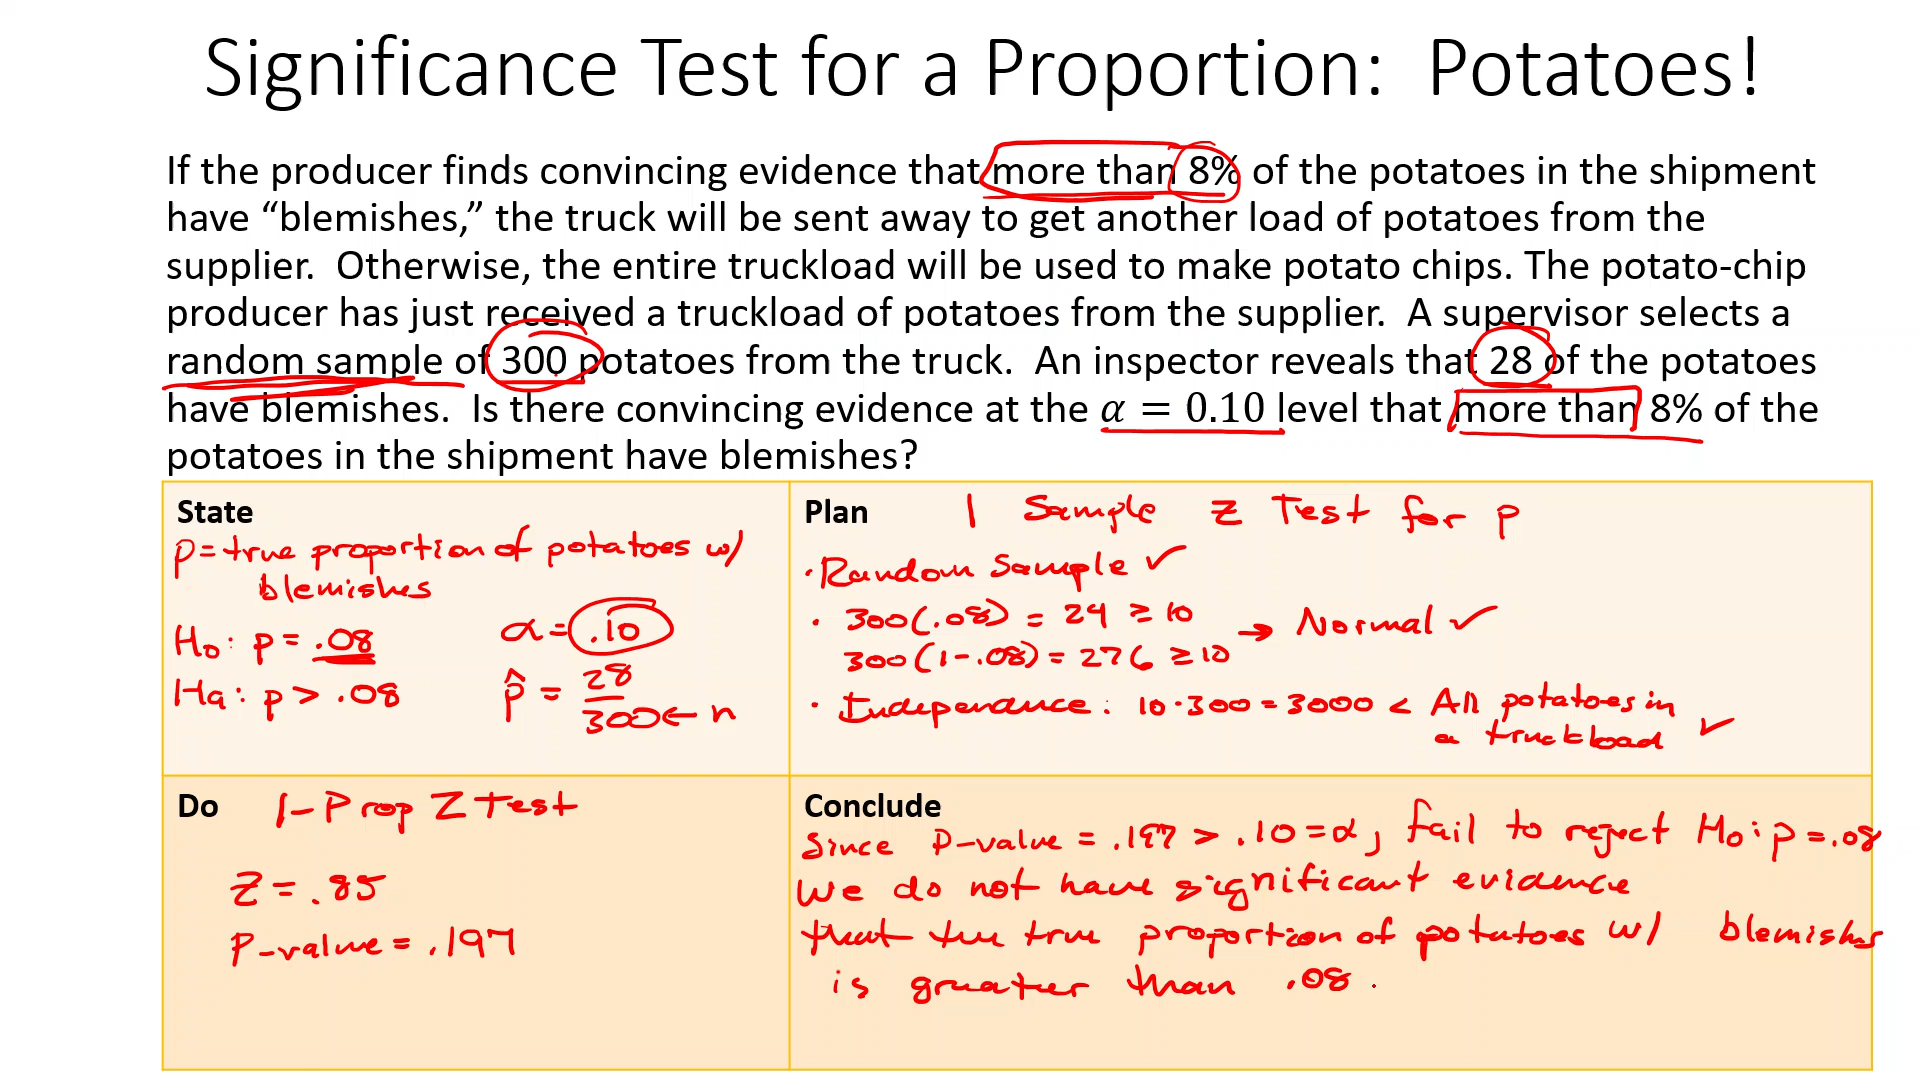 Significance Test for a Proportion: Potatoes!
If the producer finds convincing evidence that more than 8% of the potatoes in the shipment
have “blemishes,” the truck will be sent away to get another load of potatoes from the
supplier. Otherwise, the entire truckload will be used to make potato chips. The potato-chip
producer has just received a truckload of potatoes from the supplier. A supervisor selects a
random sample of 300 potatoes from the truck. An inspector reveals that 28 of the potatoes
have blemishes. Is there convincing evidence at the α = 0.10 level that more than 8% of the
potatoes in the shipment have blemishes?
State
p = true proportion of potatoes w/
blemishes
H₀: p = .08
α = .10
Hₐ: p > .08
p̂ = 28/300 ← n
Plan
1 Sample Z Test for p
· Random Sample ✓
· 300(.08) = 24 ≥ 10
300(1-.08) = 276 ≥ 10
→ Normal ✓
· Independence: 10·300 = 3000 < All potatoes in
a truckload ✓
Do
1-Prop Z Test
Z = .85
P-value = .197
Conclude
Since P-value = .197 > .10 = α, fail to reject H₀: p = .08
We do not have significant evidence
that the true proportion of potatoes w/ blemishes
is greater than .08.